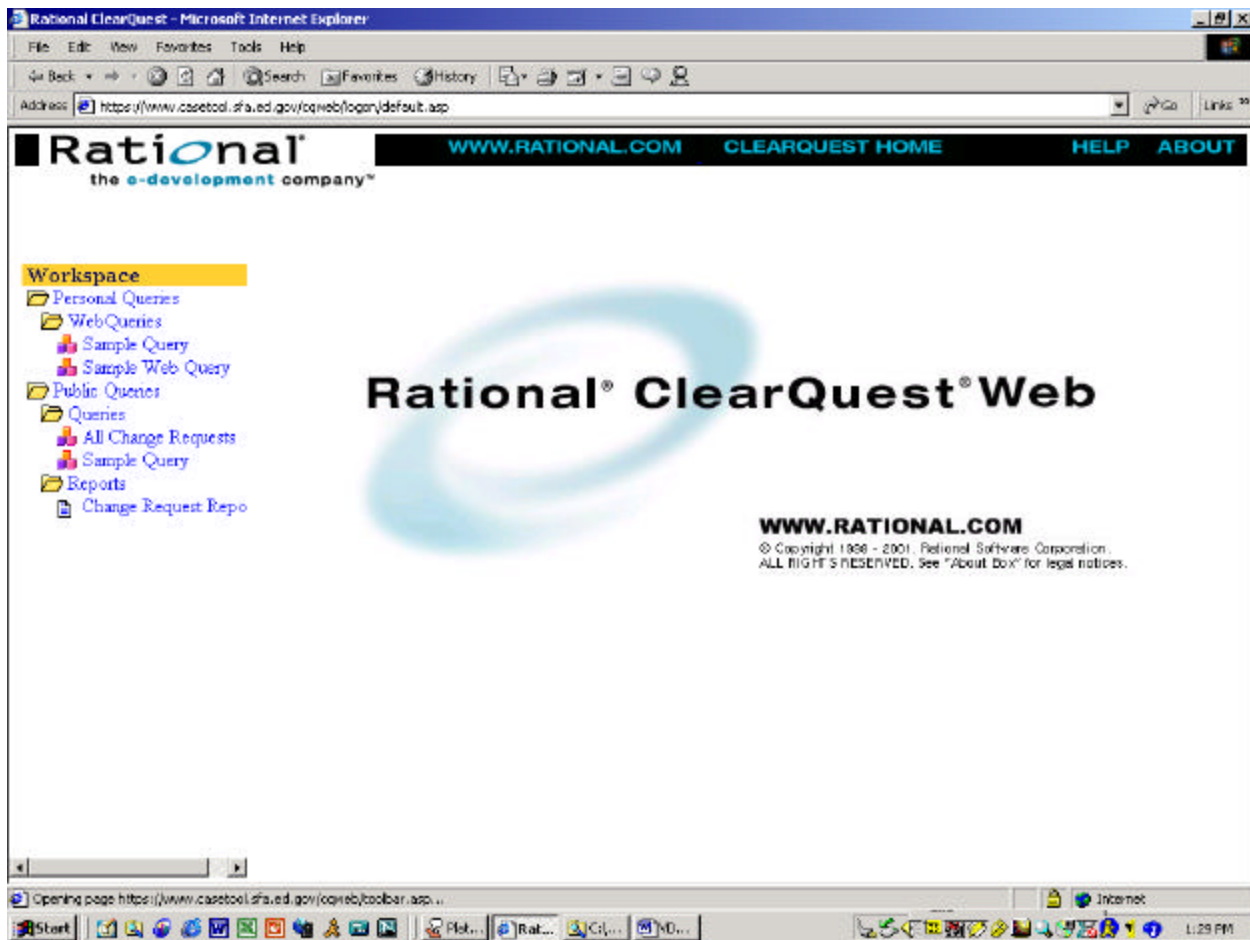 Rational ClearQuest - Microsoft Internet Explorer
File Edit View Favorites Tools Help
Back Search Favorites History
Address https://www.casetool.sfa.ed.gov/cqweb/logon/default.asp Go Links »
Rational®
the e-development company™
WWW.RATIONAL.COM CLEARQUEST HOME HELP ABOUT
Workspace
Personal Queries
Web Queries
Sample Query
Sample Web Query
Public Queries
Queries
All Change Requests
Sample Query
Reports
Change Request Repo
Rational® ClearQuest® Web
WWW.RATIONAL.COM
© Copyright 1998 - 2001, Rational Software Corporation.
ALL RIGHTS RESERVED, See "About Box" for legal notices.
Opening page https://www.casetool.sfa.ed.gov/cqweb/toolbar.asp... Internet
Start Rat... 1:29 PM